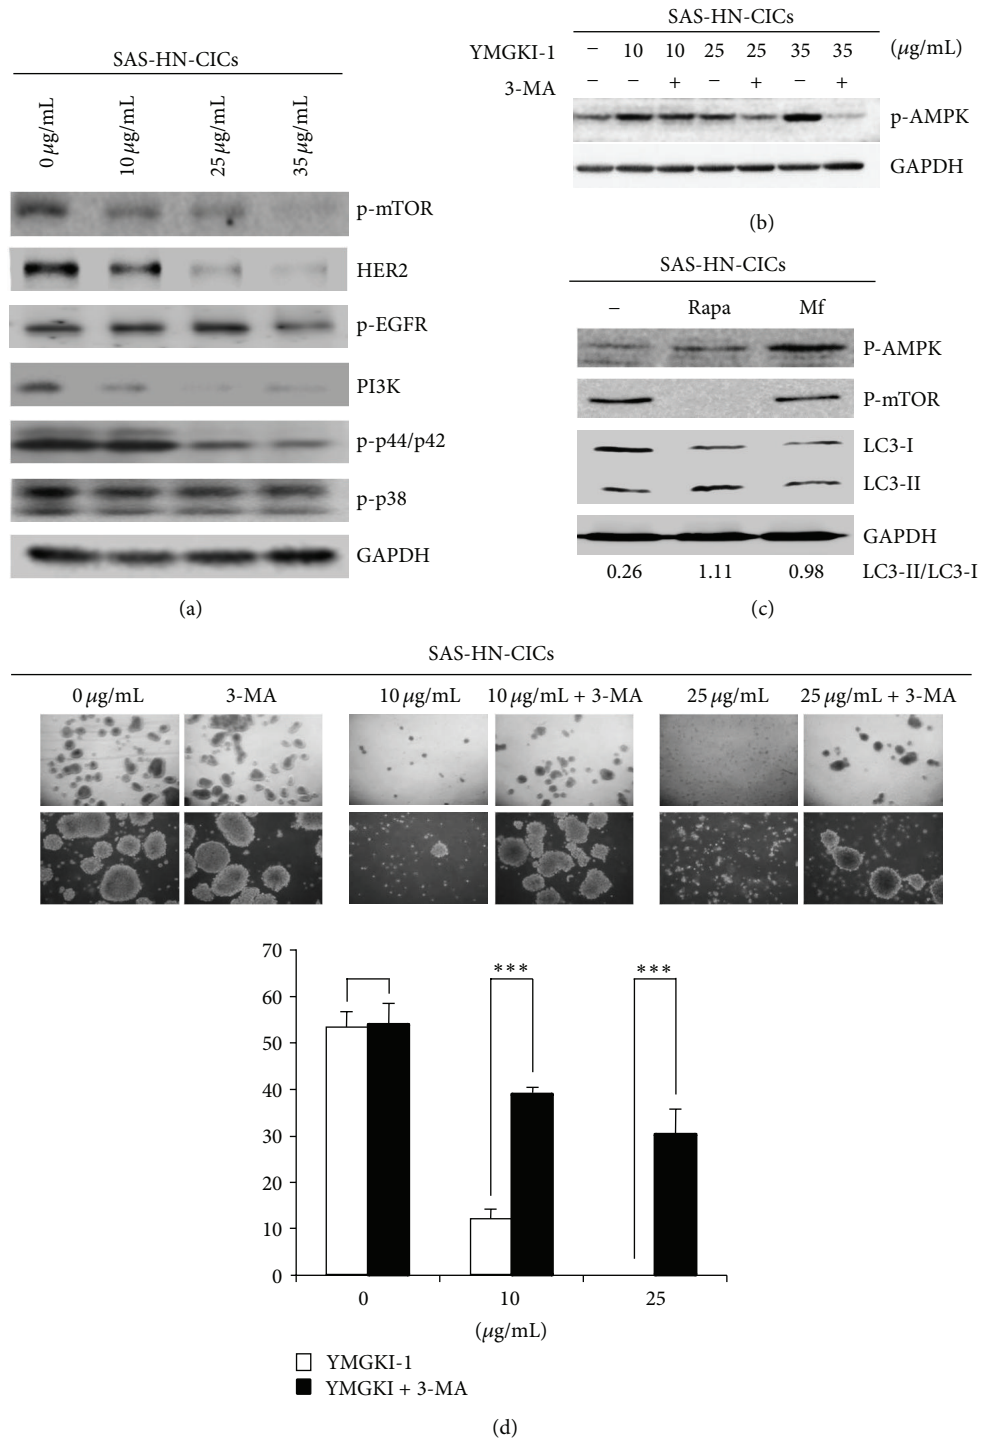 SAS-HN-CICs
0 μg/mL
10 μg/mL
25 μg/mL
35 μg/mL
p-mTOR
HER2
p-EGFR
PI3K
p-p44/p42
p-p38
GAPDH
(a)
SAS-HN-CICs
YMGKI-1 − 10 10 25 25 35 35 (μg/mL)
3-MA − − + − + − +
p-AMPK
GAPDH
(b)
SAS-HN-CICs
− Rapa Mf
P-AMPK
P-mTOR
LC3-I
LC3-II
GAPDH
0.26 1.11 0.98 LC3-II/LC3-I
(c)
SAS-HN-CICs
0 μg/mL 3-MA 10 μg/mL 10 μg/mL + 3-MA 25 μg/mL 25 μg/mL + 3-MA
70
60
50
40
30
20
10
0
*** ***
0 10 25
(μg/mL)
YMGKI-1
YMGKI + 3-MA
(d)